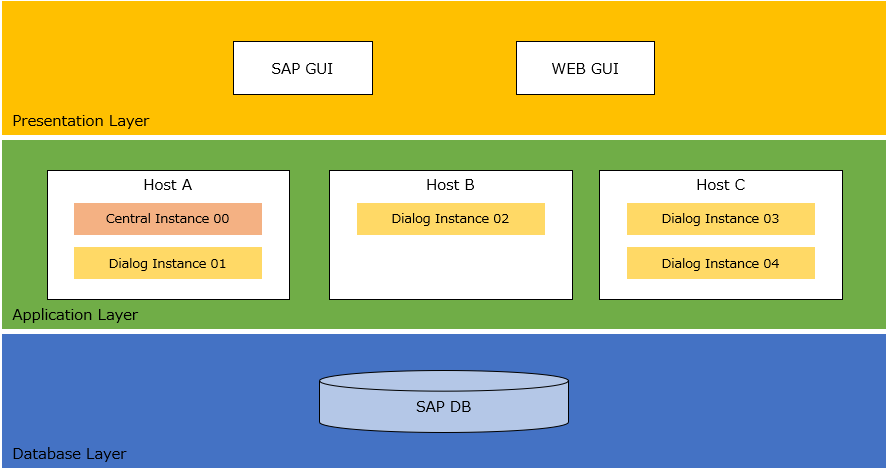 SAP GUI
WEB GUI
Presentation Layer
Host A
Central Instance 00
Dialog Instance 01
Host B
Dialog Instance 02
Host C
Dialog Instance 03
Dialog Instance 04
Application Layer
SAP DB
Database Layer